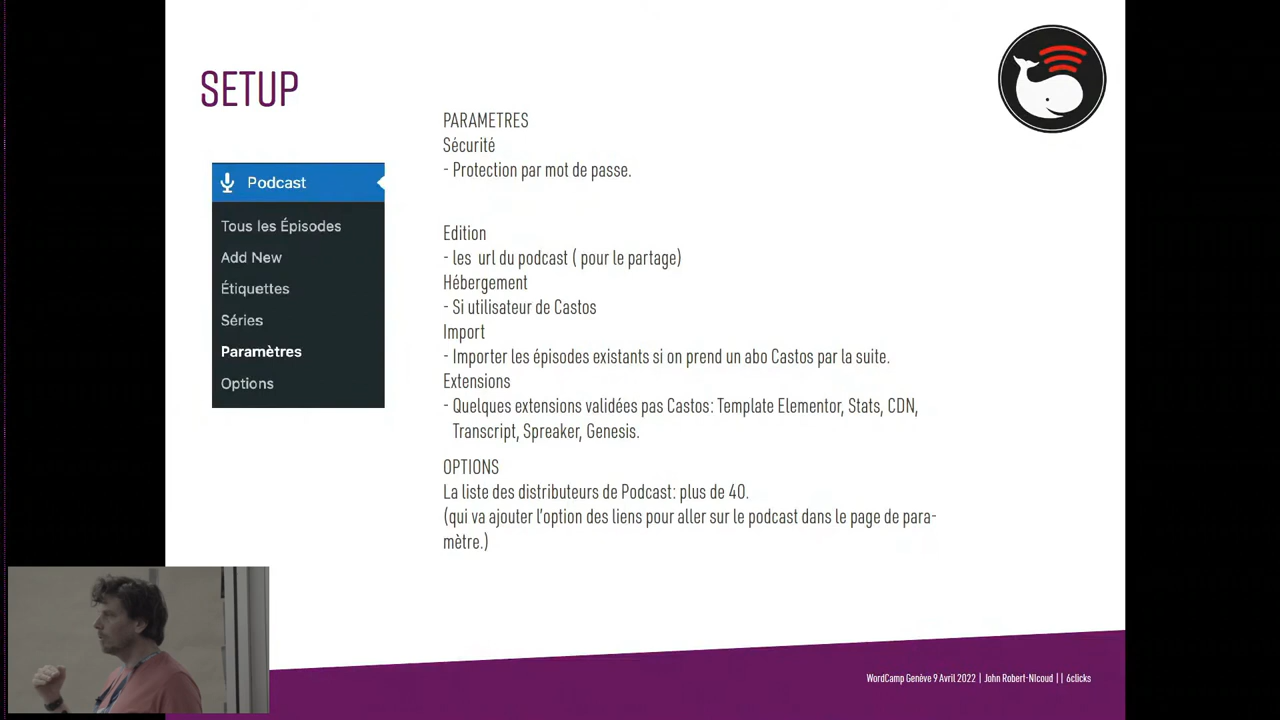 SETUP
Podcast
Tous les Épisodes
Add New
Étiquettes
Séries
Paramètres
Options
PARAMETRES
Sécurité
- Protection par mot de passe.
Edition
- les url du podcast ( pour le partage)
Hébergement
- Si utilisateur de Castos
Import
- Importer les épisodes existants si on prend un abo Castos par la suite.
Extensions
- Quelques extensions validées pas Castos: Template Elementor, Stats, CDN,
Transcript, Spreaker, Genesis.
OPTIONS
La liste des distributeurs de Podcast: plus de 40.
(qui va ajouter l’option des liens pour aller sur le podcast dans le page de para-
mètre.)
WordCamp Genève 9 Avril 2022 | John Robert-NIcoud | | 6clicks